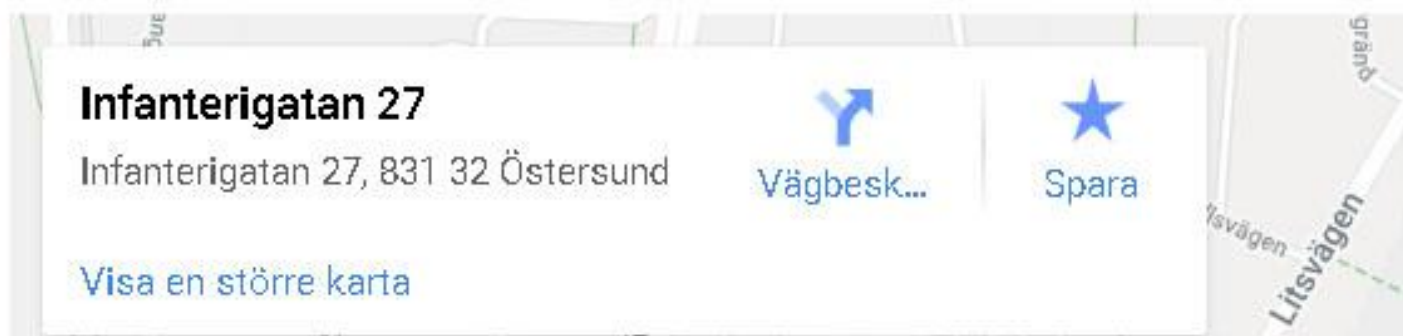 Infanterigatan 27
Infanterigatan 27, 831 32 Östersund
Vägbesk...
Spara
Visa en större karta
Litsvägen